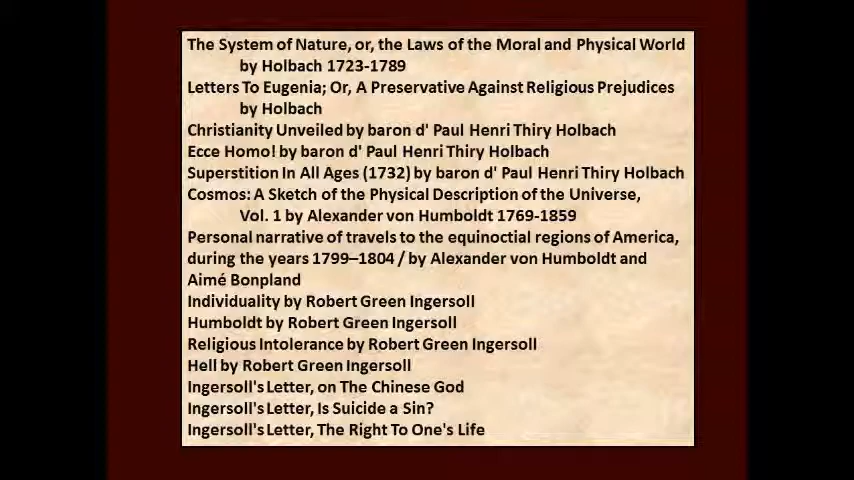 The System of Nature, or, the Laws of the Moral and Physical World
by Holbach 1723-1789
Letters To Eugenia; Or, A Preservative Against Religious Prejudices
by Holbach
Christianity Unveiled by baron d' Paul Henri Thiry Holbach
Ecce Homo! by baron d' Paul Henri Thiry Holbach
Superstition In All Ages (1732) by baron d' Paul Henri Thiry Holbach
Cosmos: A Sketch of the Physical Description of the Universe,
Vol. 1 by Alexander von Humboldt 1769-1859
Personal narrative of travels to the equinoctial regions of America,
during the years 1799–1804 / by Alexander von Humboldt and
Aimé Bonpland
Individuality by Robert Green Ingersoll
Humboldt by Robert Green Ingersoll
Religious Intolerance by Robert Green Ingersoll
Hell by Robert Green Ingersoll
Ingersoll's Letter, on The Chinese God
Ingersoll's Letter, Is Suicide a Sin?
Ingersoll's Letter, The Right To One's Life